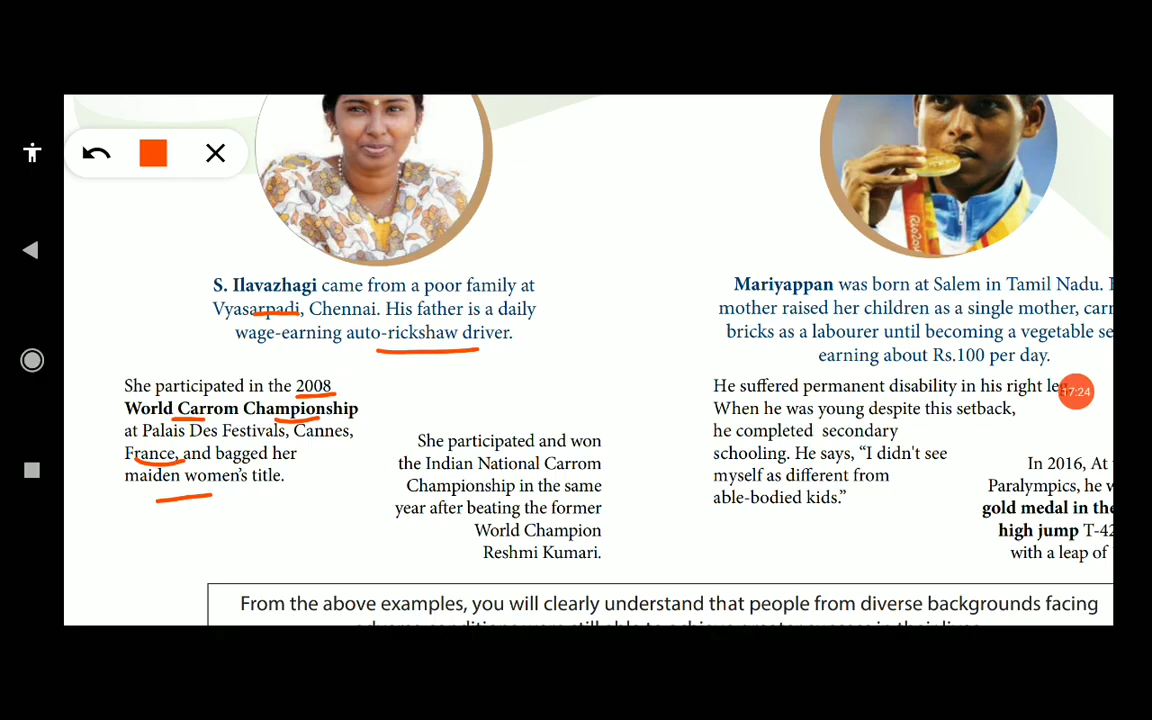 RIO 2016
S. Ilavazhagi came from a poor family at
Vyasarpadi, Chennai. His father is a daily
wage-earning auto-rickshaw driver.
She participated in the 2008
World Carrom Championship
at Palais Des Festivals, Cannes,
France, and bagged her
maiden women's title.
She participated and won
the Indian National Carrom
Championship in the same
year after beating the former
World Champion
Reshmi Kumari.
Mariyappan was born at Salem in Tamil Nadu.
mother raised her children as a single mother,
bricks as a labourer until becoming a vegetable
earning about Rs.100 per day.
He suffered permanent disability in his right
17:24
When he was young despite this setback,
he completed secondary
schooling. He says, “I didn't see
myself as different from
able-bodied kids.”
In 2016, At
Paralympics, he
gold medal in the
high jump T-42
with a leap of
From the above examples, you will clearly understand that people from diverse backgrounds facing